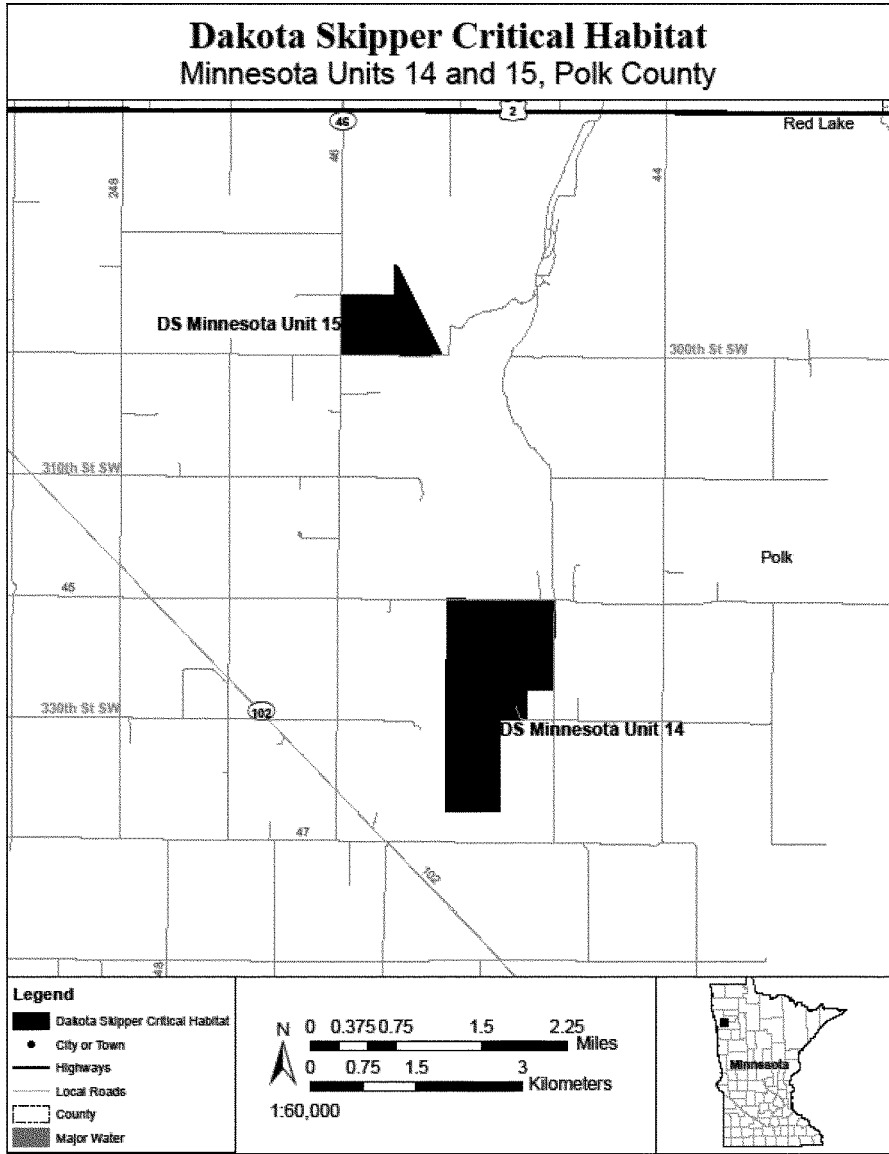 Dakota Skipper Critical Habitat
Minnesota Units 14 and 15, Polk County
2
46
Red Lake
46
248
44
DS Minnesota Unit 15
300th St SW
310th St SW
Polk
45
330th St SW
102
DS Minnesota Unit 14
47
102
48
Legend
Dakota Skipper Critical Habitat
City or Town
Highways
Local Roads
County
Major Water
N
0 0.375 0.75 1.5 2.25
Miles
0 0.75 1.5 3
Kilometers
1:60,000
Minnesota